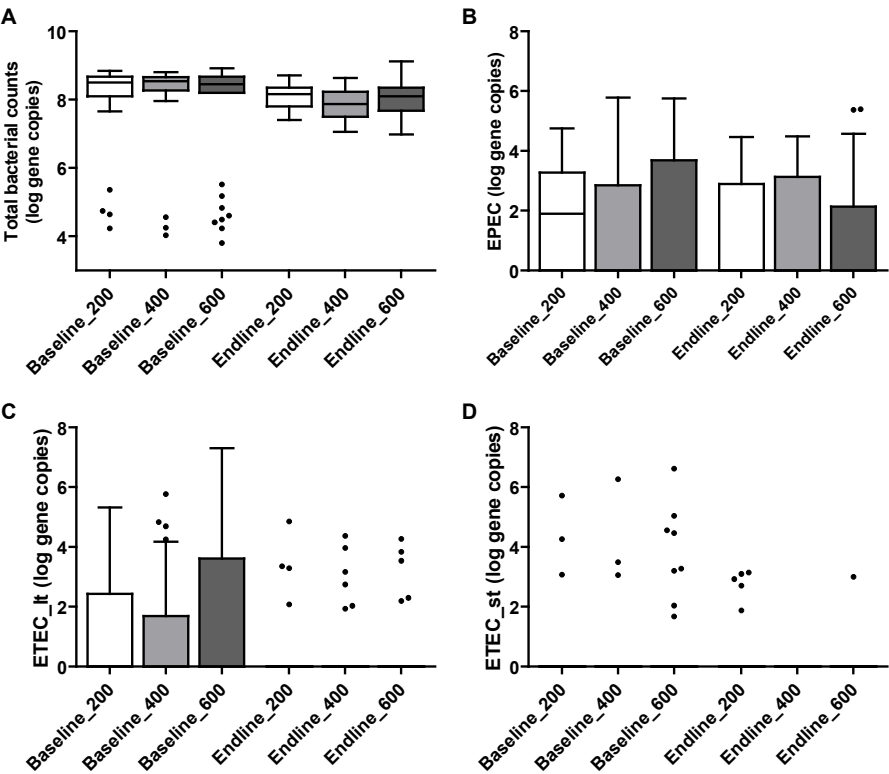 A
Total bacterial counts
(log gene copies)
10
8
6
4
Baseline_200
Baseline_400
Baseline_600
Endline_200
Endline_400
Endline_600
B
EPEC (log gene copies)
8
6
4
2
0
Baseline_200
Baseline_400
Baseline_600
Endline_200
Endline_400
Endline_600
C
ETEC_lt (log gene copies)
8
6
4
2
0
Baseline_200
Baseline_400
Baseline_600
Endline_200
Endline_400
Endline_600
D
ETEC_st (log gene copies)
8
6
4
2
0
Baseline_200
Baseline_400
Baseline_600
Endline_200
Endline_400
Endline_600